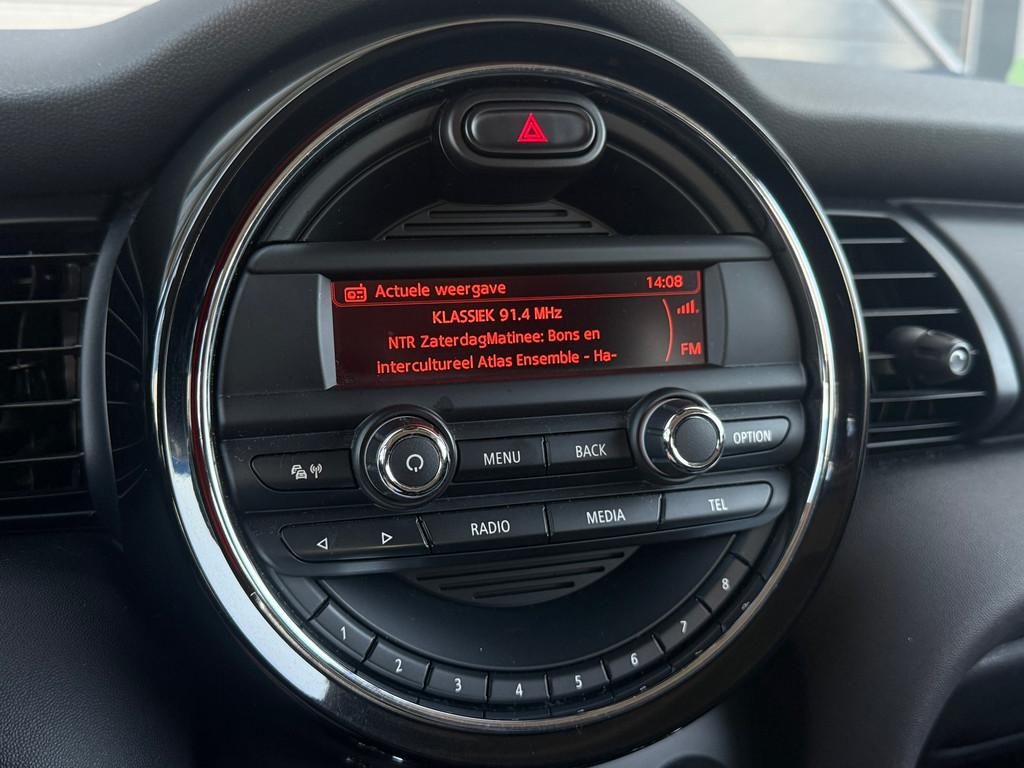 Actuele weergave 14:08
KLASSIEK 91.4 MHz
NTR ZaterdagMatinee: Bons en
intercultureel Atlas Ensemble - Ha-
FM
MENU BACK OPTION
RADIO MEDIA TEL
1 2 3 4 5 6 7 8